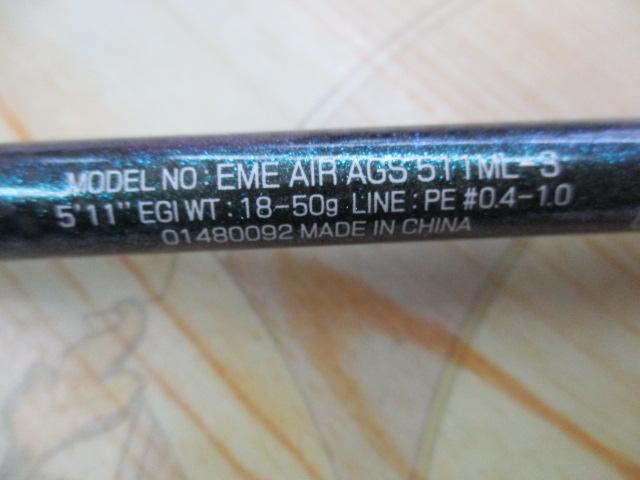 MODEL NO : EME AIR AGS 511ML-S
5'11" EGI WT : 18-50g LINE : PE #0.4-1.0
01480092 MADE IN CHINA